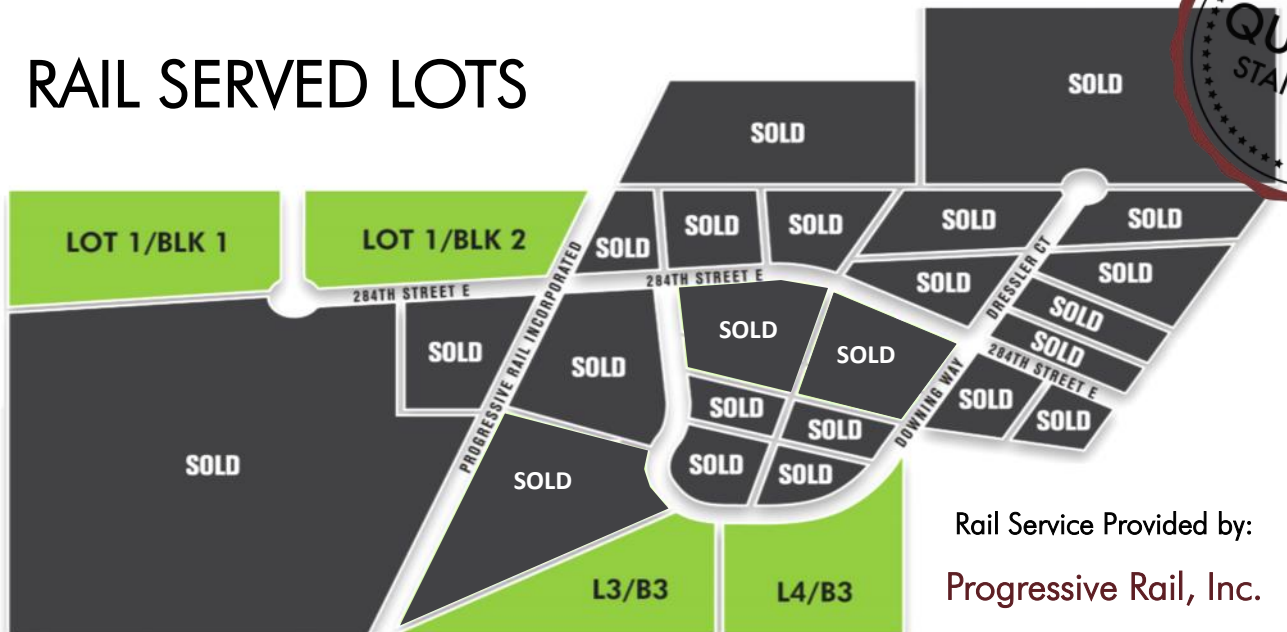 RAIL SERVED LOTS
SOLD
SOLD
LOT 1/BLK 1
LOT 1/BLK 2
SOLD
SOLD
SOLD
SOLD
SOLD
284TH STREET E
284TH STREET E
PROGRESSIVE RAIL INCORPORATED
DRESSLER CT
SOLD
SOLD
SOLD
SOLD
284TH STREET E
SOLD
SOLD
SOLD
SOLD
DOWNING WAY
SOLD
SOLD
SOLD
SOLD
SOLD
SOLD
SOLD
SOLD
L3/B3
L4/B3
Rail Service Provided by:
Progressive Rail, Inc.